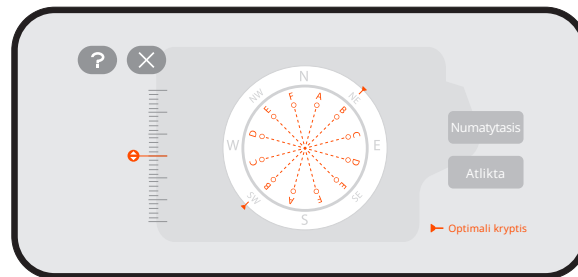 ?
N
NW
NE
F
A
E
B
D
C
W
E
C
D
B
E
A
F
SW
SE
S
Numatytasis
Atlikta
Optimali kryptis